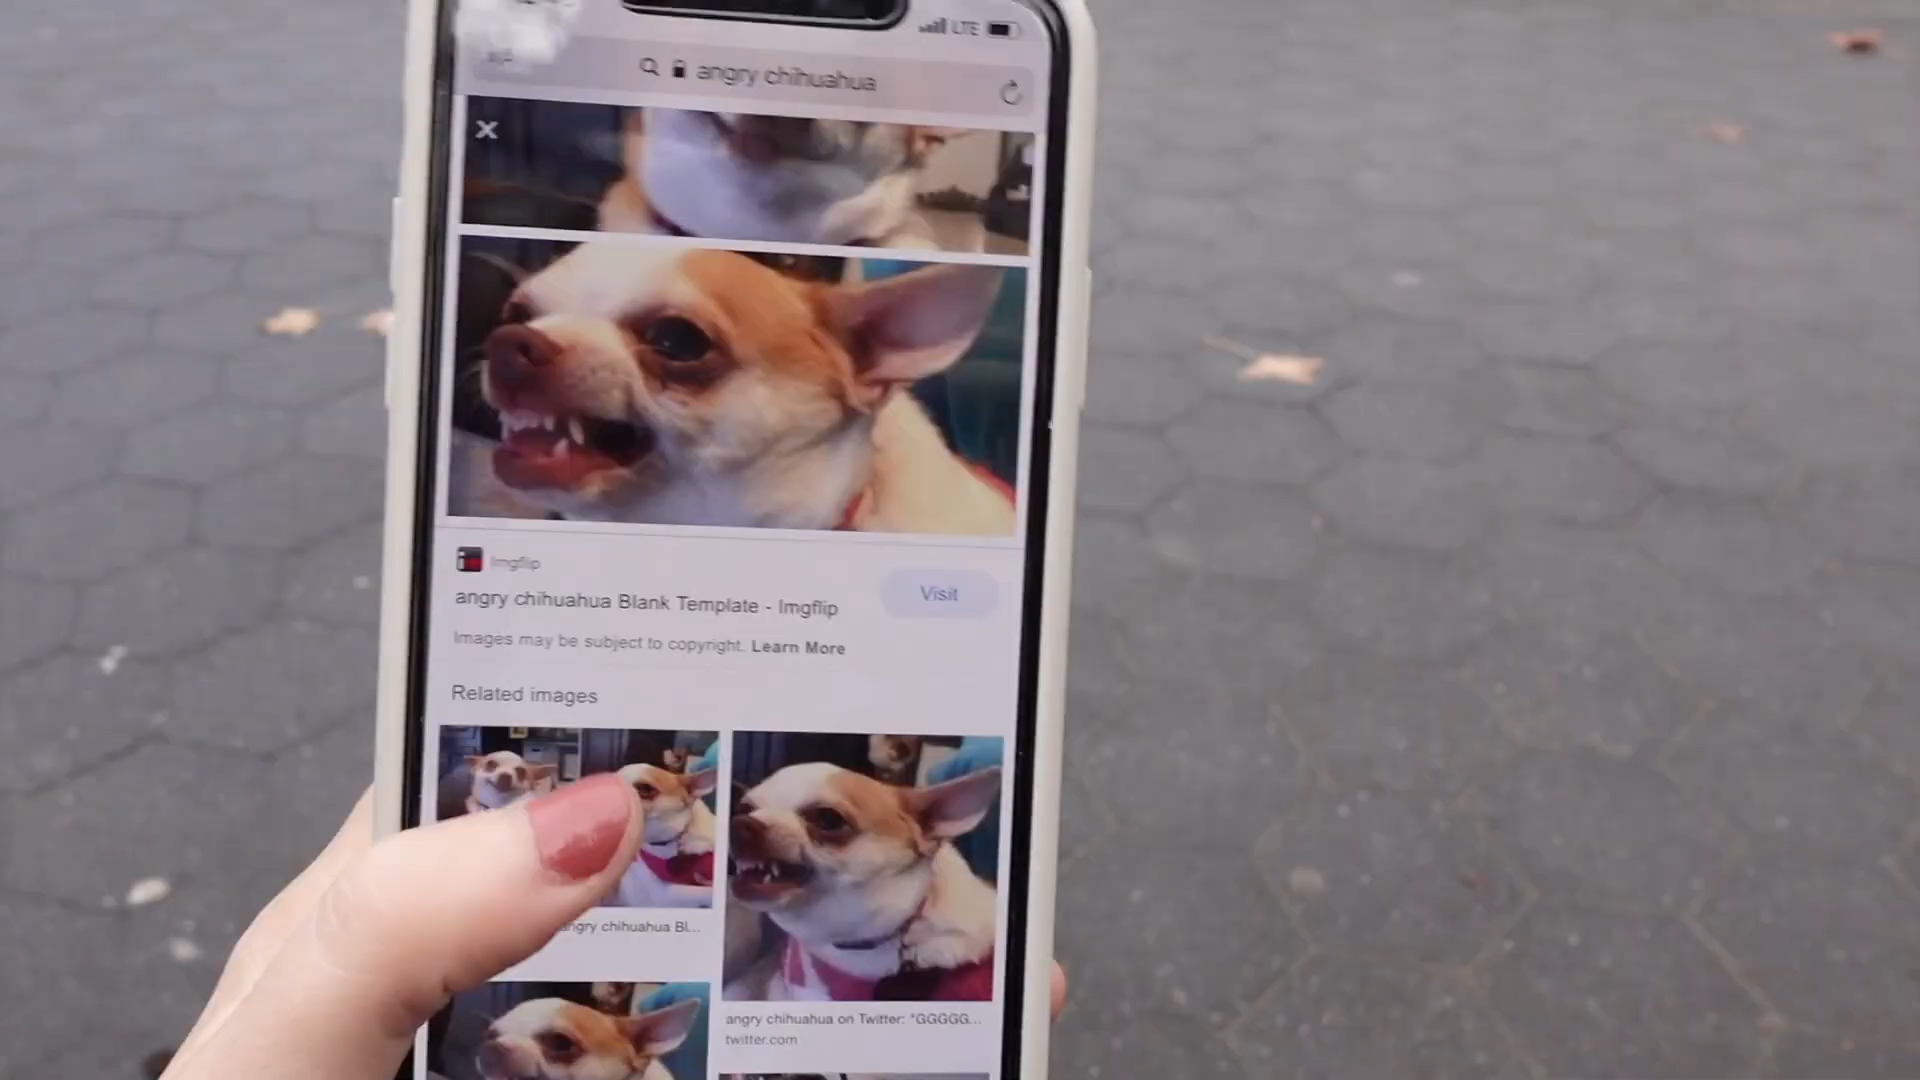 LTE
angry chihuahua
Imgflip
angry chihuahua Blank Template - Imgflip
Visit
Images may be subject to copyright. Learn More
Related images
angry chihuahua Bl...
angry chihuahua on Twitter: "GGGGG...
twitter.com